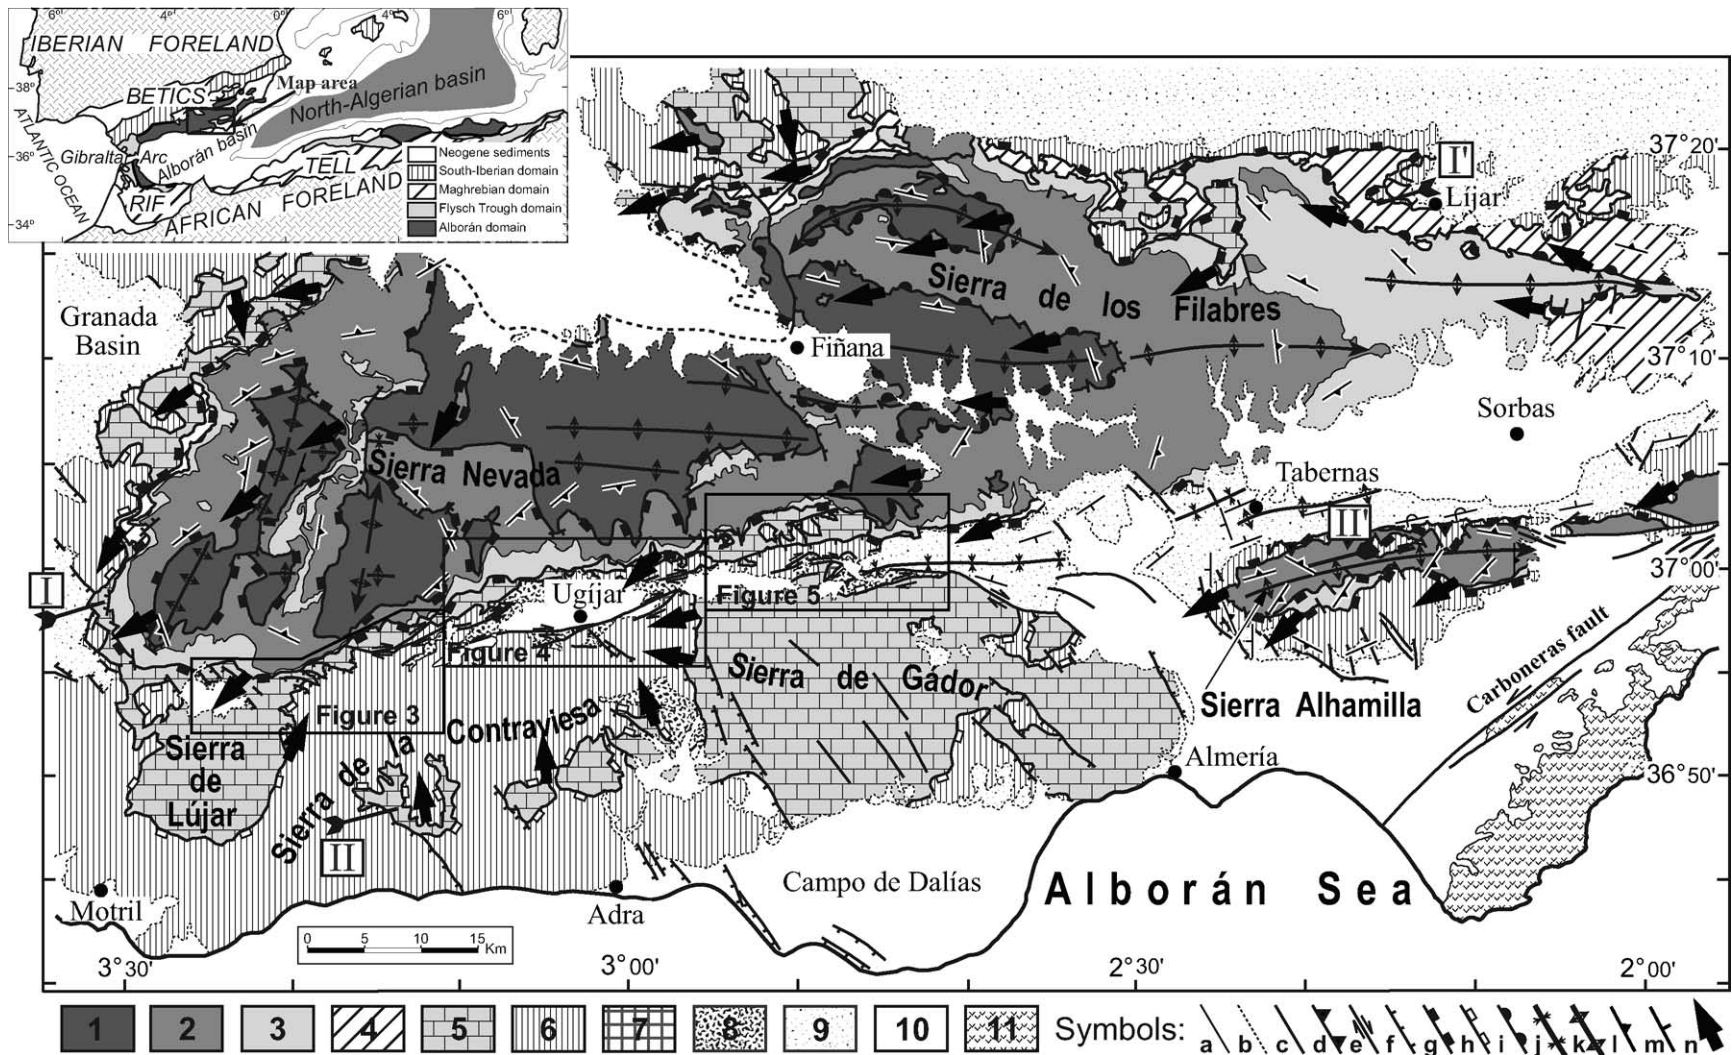 6° 4° 0° 4° 6°
IBERIAN FORELAND
Map area
BETICS
North-Algerian basin
38°
ATLANTIC OCEAN
Alborán basin
36°
Gibraltar Arc
TELL
RIF
AFRICAN FORELAND
34°
Neogene sediments
South-Iberian domain
Maghrebian domain
Flysch Trough domain
Alborán domain
I'
37° 20'
Líjar
Sierra de los Filabres
Granada
Basin
Fiñana
37° 10'
Sorbas
Sierra Nevada
Tabernas
II'
I
Ugíjar
Figure 5
37° 00'
Figure 4
Sierra de Gádor
Carboneras fault
Sierra Alhamilla
Figure 3
Contraviesa
Sierra de la
Sierra
de
Lújar
Almería
36° 50'
II
Campo de Dalías
Alborán Sea
Motril
Adra
0 5 10 15 Km
3° 30' 3° 00' 2° 30' 2° 00'
1 2 3 4 5 6 7 8 9 10 11 Symbols: a b c d e f g h i j k l m n